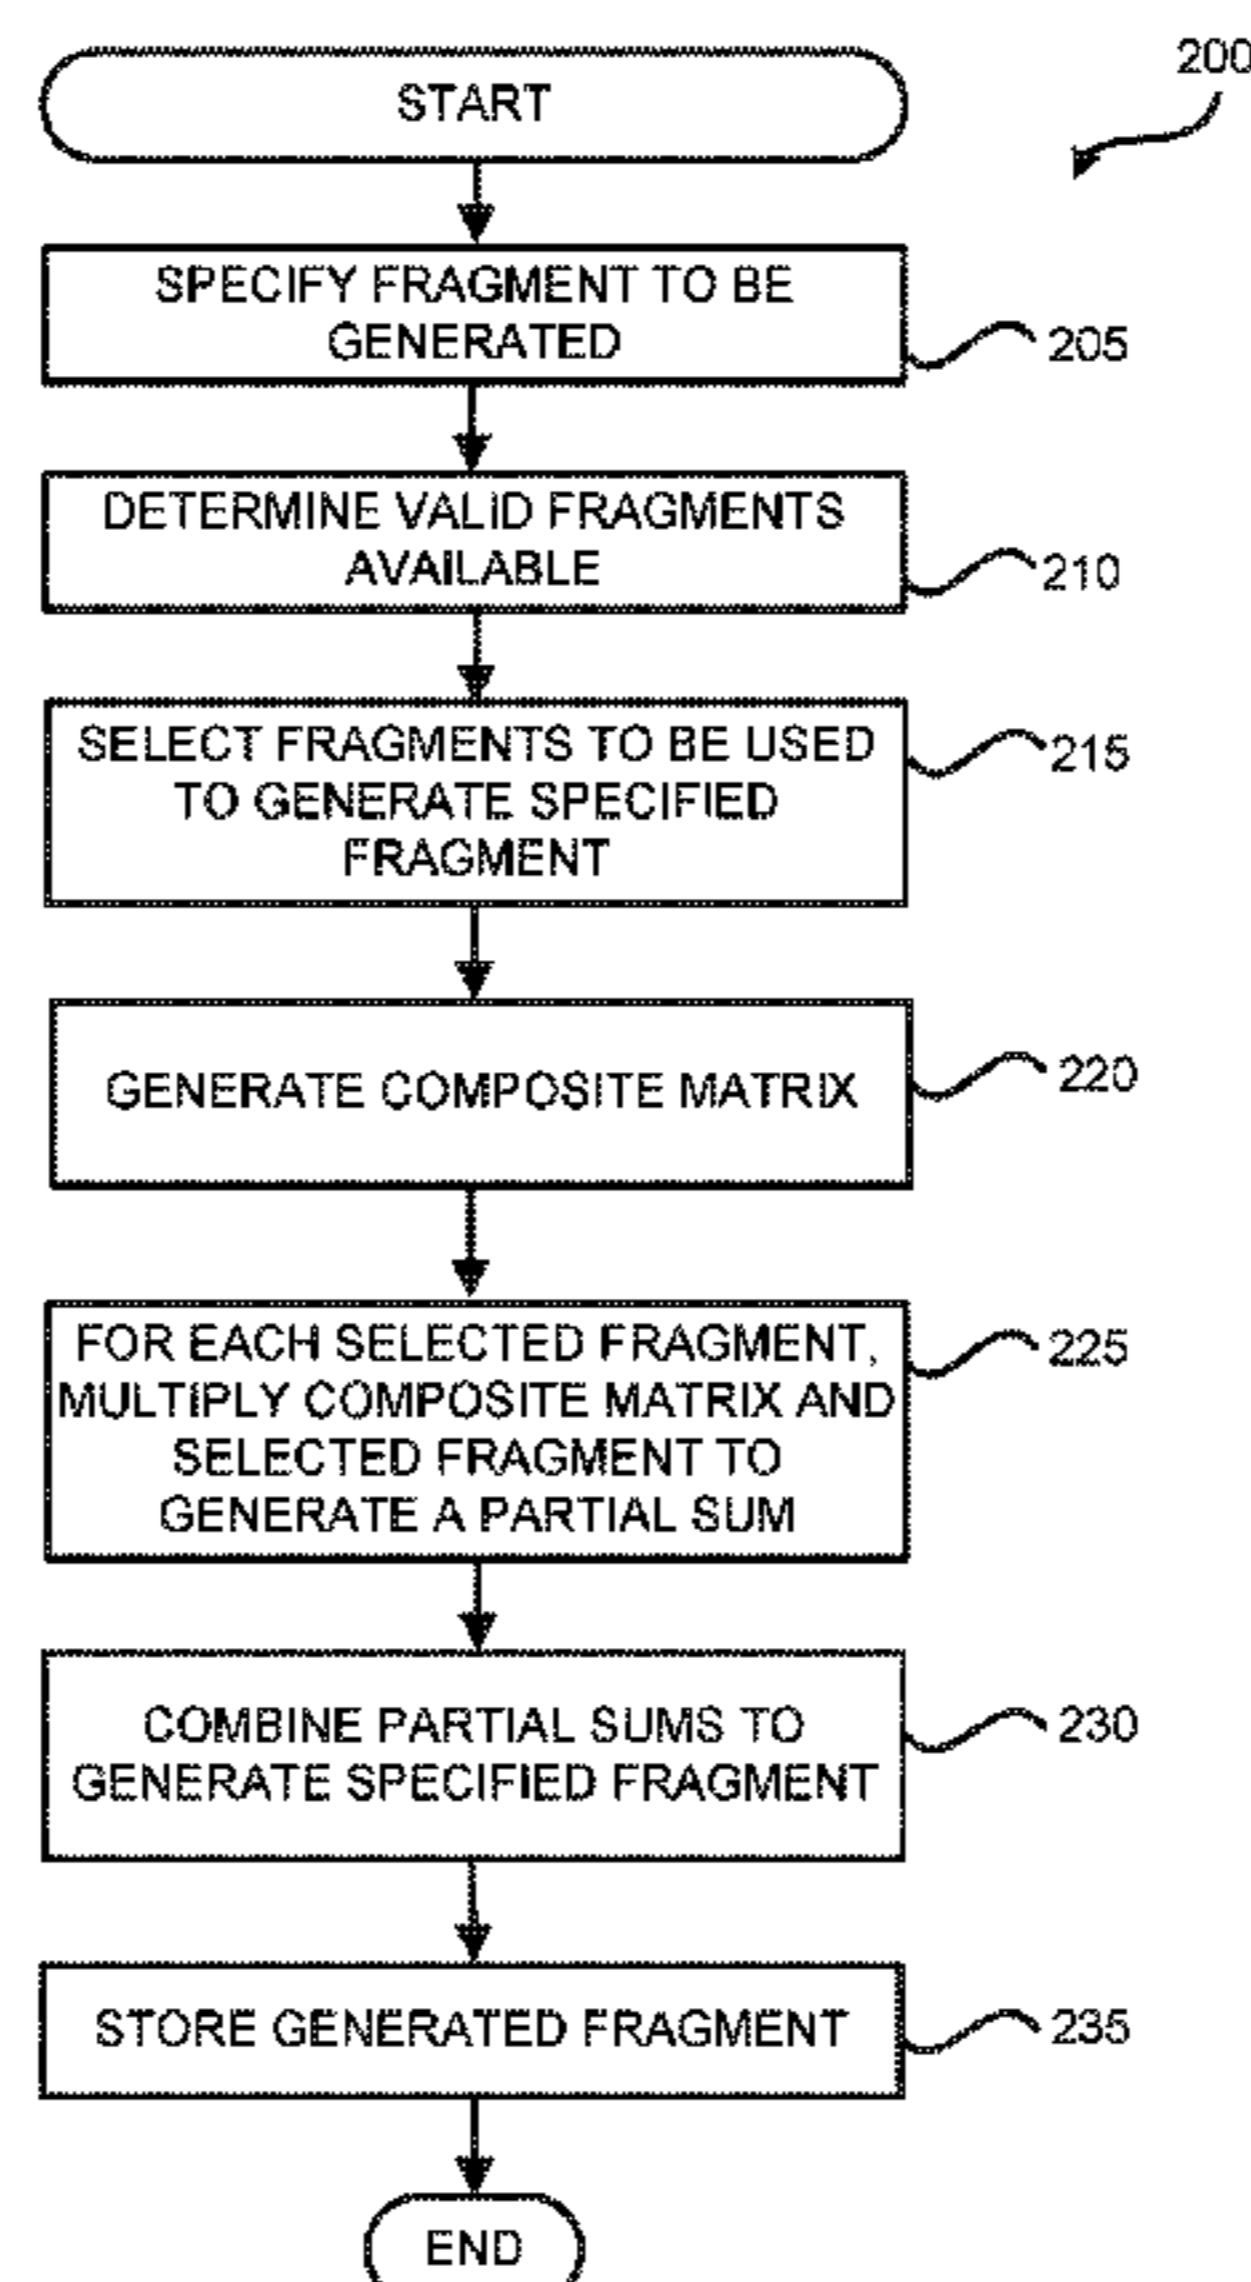 200
START
SPECIFY FRAGMENT TO BE
GENERATED
205
DETERMINE VALID FRAGMENTS
AVAILABLE
210
SELECT FRAGMENTS TO BE USED
TO GENERATE SPECIFIED
FRAGMENT
215
GENERATE COMPOSITE MATRIX
220
FOR EACH SELECTED FRAGMENT,
MULTIPLY COMPOSITE MATRIX AND
SELECTED FRAGMENT TO
GENERATE A PARTIAL SUM
225
COMBINE PARTIAL SUMS TO
GENERATE SPECIFIED FRAGMENT
230
STORE GENERATED FRAGMENT
235
END